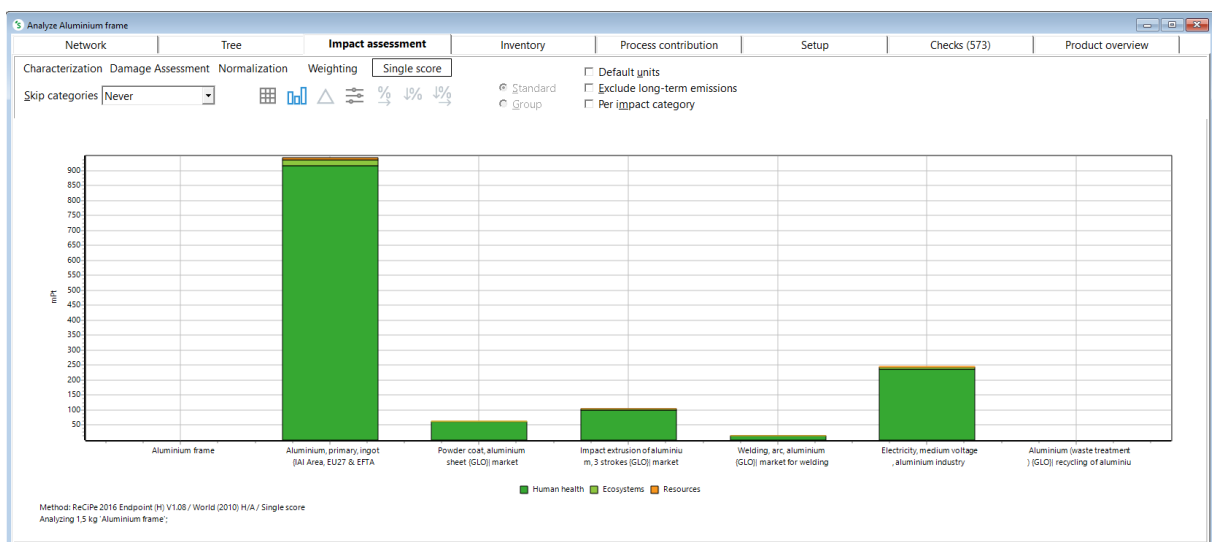 Analyze Aluminium frame
Network Tree Impact assessment Inventory Process contribution Setup Checks (573) Product overview
Characterization Damage Assessment Normalization Weighting Single score
Skip categories Never
Standard
Group
Default units
Exclude long-term emissions
Per impact category
900
850
800
750
700
650
600
550
500
450
400
350
300
250
200
150
100
50
mPt
Aluminium frame
Aluminium, primary, ingot
(IAI Area, EU27 & EFTA
Powder coat, aluminium
sheet {GLO}| market
Impact extrusion of aluminiu
m, 3 strokes {GLO}| market
Welding, arc, aluminium
{GLO}| market for welding
Electricity, medium voltage
, aluminium industry
Aluminium (waste treatment
) {GLO}| recycling of aluminiu
Human health Ecosystems Resources
Method: ReCiPe 2016 Endpoint (H) V1.08 / World (2010) H/A / Single score
Analyzing 1,5 kg 'Aluminium frame';